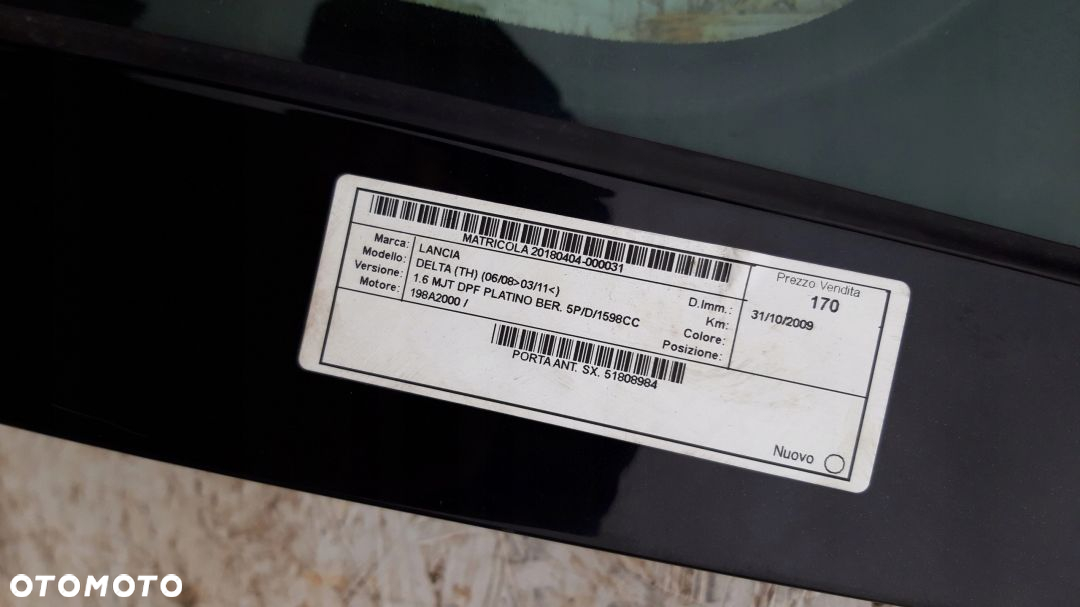 MATRICOLA 20180404-000031
Marca: LANCIA
Modello: DELTA (TH) (06/08>03/11<)
Versione: 1.6 MJT DPF PLATINO BER. 5P/D/1598CC
Motore: 198A2000 /
Prezzo Vendita
170
D.Imm.: 31/10/2009
Km:
Colore:
Posizione:
PORTA ANT. SX. 51808984
Nuovo
OTOMOTO